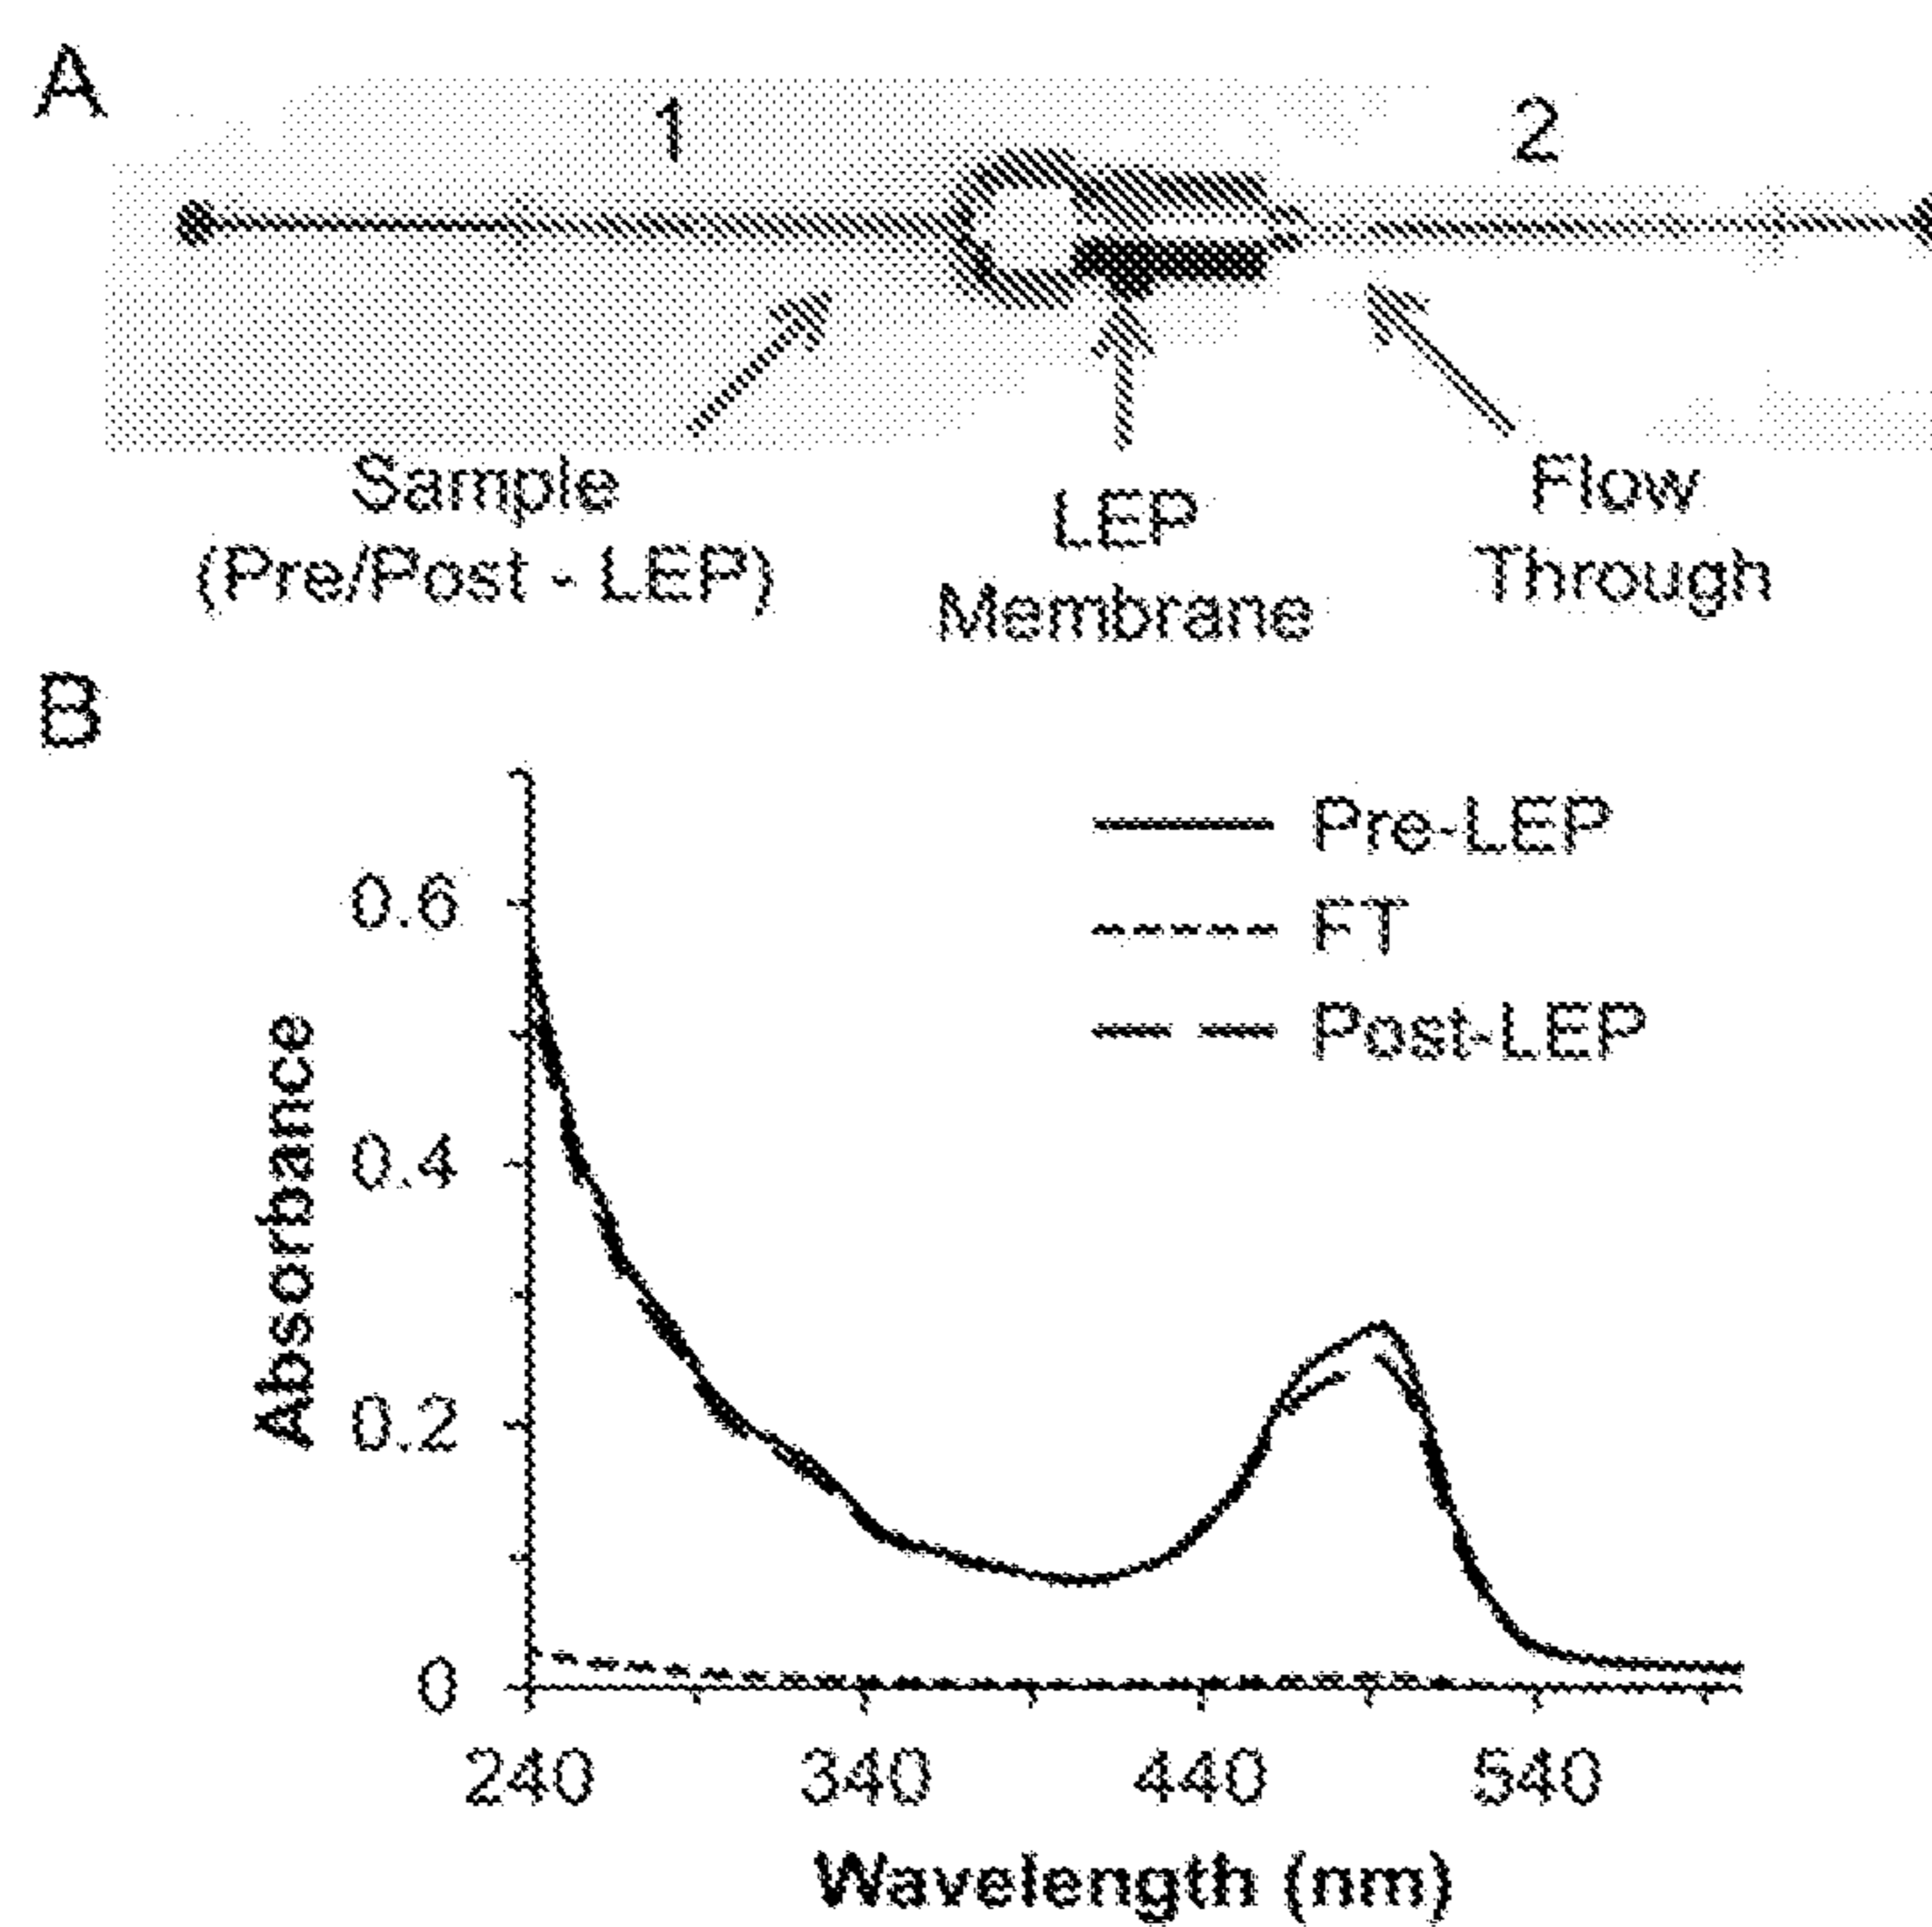 A
1
2
Sample
(Pre/Post - LEP)
LEP
Membrane
Flow
Through
B
Pre-LEP
FT
Post-LEP
0.6
0.4
0.2
0
Absorbance
240
340
440
540
Wavelength (nm)